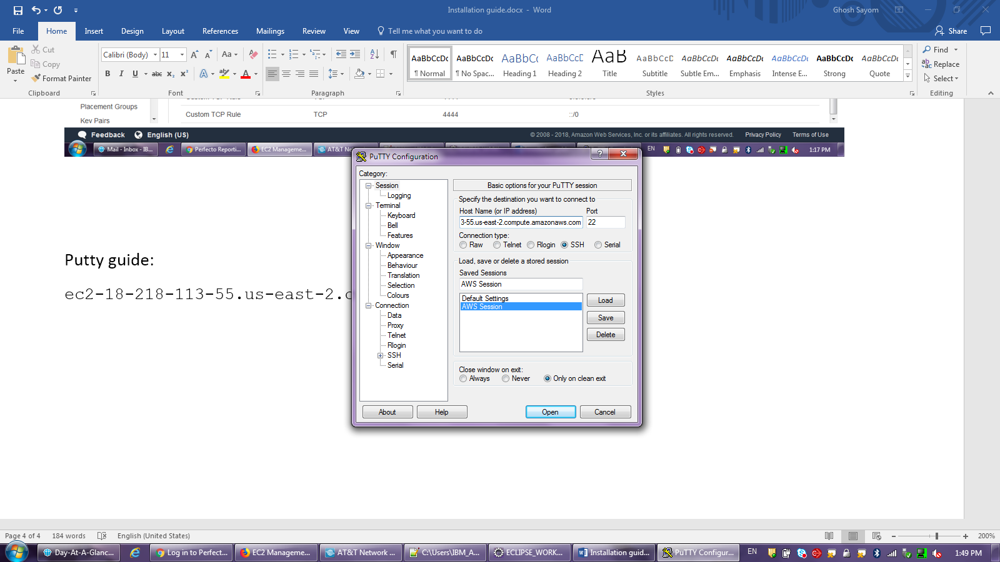 Installation guide.docx - Word
Ghosh Sayom
File Home Insert Design Layout References Mailings Review View Tell me what you want to do
Share
Paste
Cut
Copy
Format Painter
Clipboard
Calibri (Body) 11
Font
Paragraph
AaBbCcDc AaBbCcDc AaBbCc AaBbCcD AaB AaBbCcD AaBbCcDc AaBbCcDc AaBbCcDc AaBbCcDc AaBbCcDc
¶ Normal ¶ No Spac... Heading 1 Heading 2 Title Subtitle Subtle Em... Emphasis Intense E... Strong Quote
Styles
Find
Replace
Select
Editing
Placement Groups
Key Pairs
Custom TCP Rule TCP 4444 ::/0
Feedback English (US)
© 2008 - 2018, Amazon Web Services, Inc. or its affiliates. All rights reserved. Privacy Policy Terms of Use
Mail - Inbox - IB... Perfecto Reporti... EC2 Manageme... AT&T Ne
EN 1:17 PM
Putty guide:
ec2-18-218-113-55.us-east-2.c
PuTTY Configuration
Category:
Session
Logging
Terminal
Keyboard
Bell
Features
Window
Appearance
Behaviour
Translation
Selection
Colours
Connection
Data
Proxy
Telnet
Rlogin
SSH
Serial
Basic options for your PuTTY session
Specify the destination you want to connect to
Host Name (or IP address) Port
3-55.us-east-2.compute.amazonaws.com 22
Connection type:
Raw Telnet Rlogin SSH Serial
Load, save or delete a stored session
Saved Sessions
AWS Session
Default Settings
AWS Session
Load
Save
Delete
Close window on exit:
Always Never Only on clean exit
About Help Open Cancel
Page 4 of 4 184 words English (United States) 200%
Day-At-A-Glanc... Log in to Perfect... EC2 Manageme... AT&T Network ... C:\Users\IBM_A... ECLIPSE_WORK... Installation guid... PuTTY Configur...
EN 1:49 PM